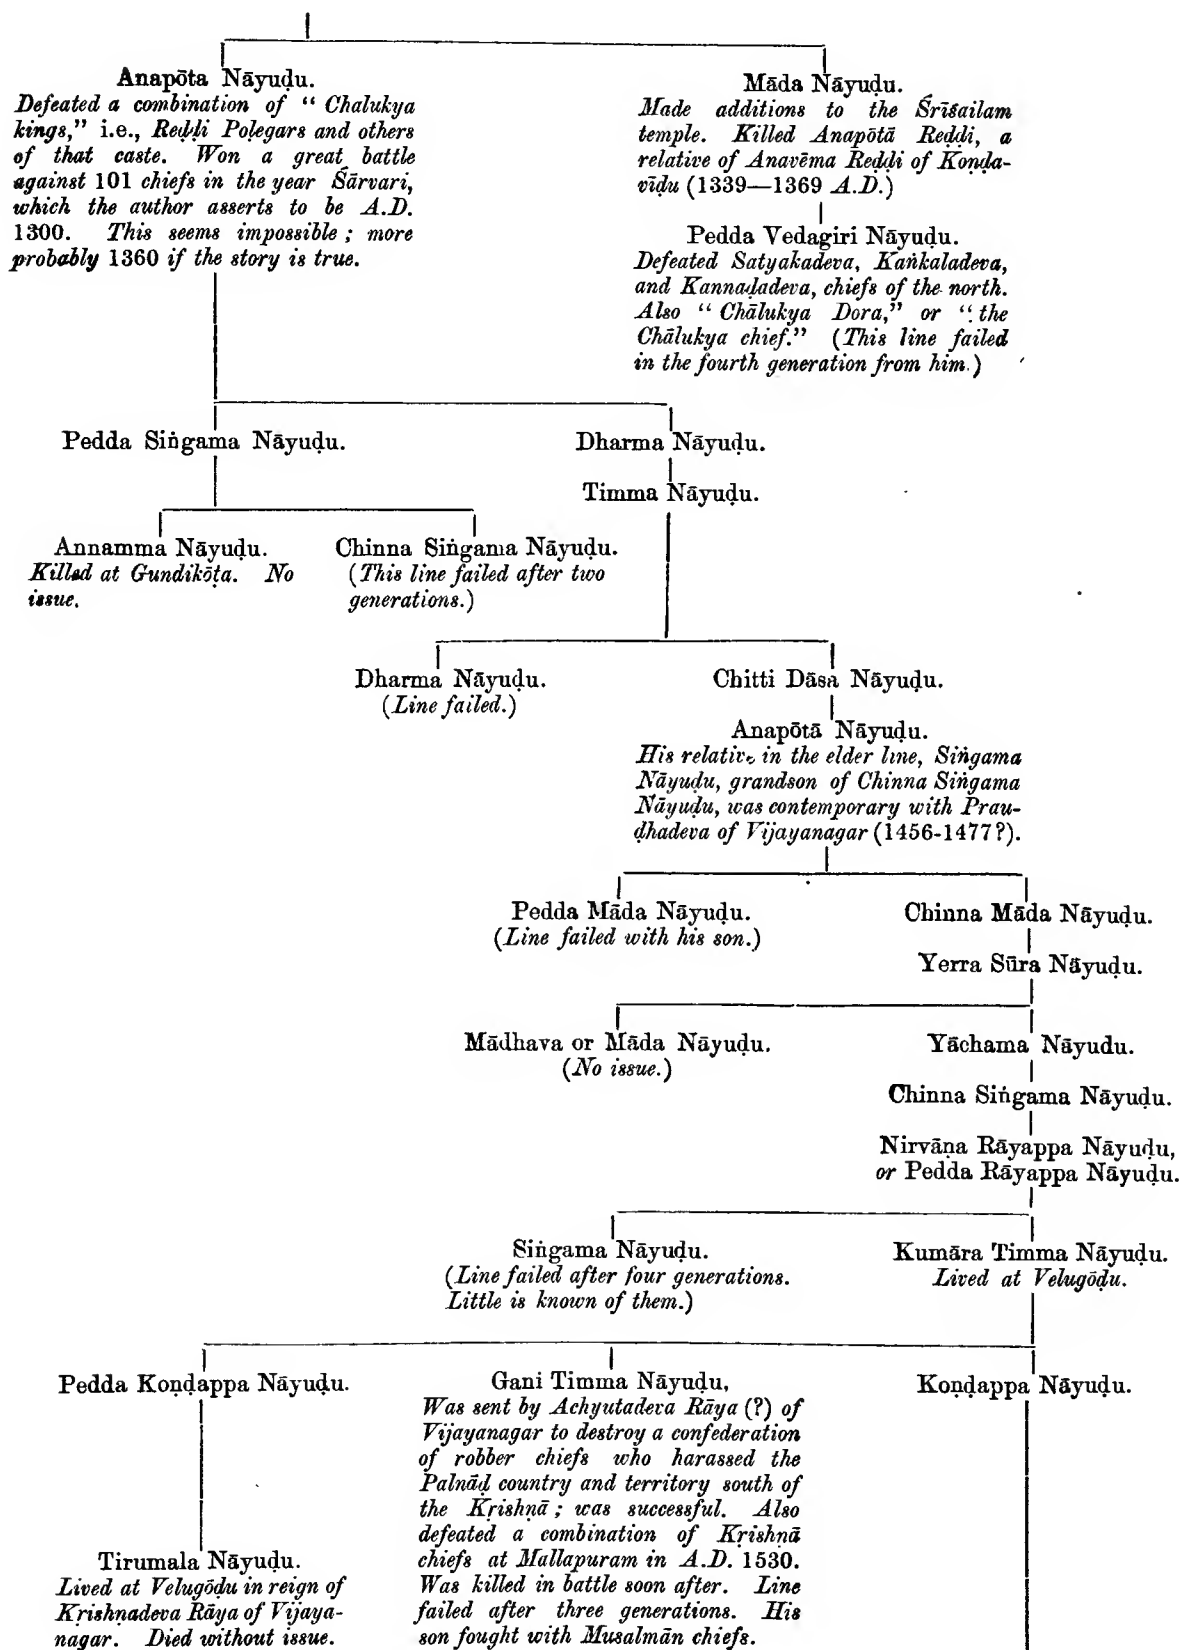 Anapōta Nāyuḍu.
Defeated a combination of “ Chalukya
kings,” i.e., Reḍḍi Poḷegars and others
of that caste. Won a great battle
against 101 chiefs in the year Śārvari,
which the author asserts to be A.D.
1300. This seems impossible ; more
probably 1360 if the story is true.
Māda Nāyuḍu.
Made additions to the Śrīśailam
temple. Killed Anapōtā Reḍḍi, a
relative of Anavēma Reḍḍi of Koṇḍa-
vīḍu (1339—1369 A.D.)
Pedda Vedagiri Nāyuḍu.
Defeated Satyakadeva, Kaṅkaladeva,
and Kannaḍadeva, chiefs of the north.
Also “ Chālukya Dora,” or “ the
Chālukya chief.” (This line failed
in the fourth generation from him.)
Pedda Siṅgama Nāyuḍu.
Dharma Nāyuḍu.
Timma Nāyuḍu.
Annamma Nāyuḍu.
Killed at Gundikōṭa. No
issue.
Chinna Siṅgama Nāyuḍu.
(This line failed after two
generations.)
Dharma Nāyuḍu.
(Line failed.)
Chitti Dāsa Nāyuḍu.
Anapōtā Nāyuḍu.
His relative in the elder line, Siṅgama
Nāyuḍu, grandson of Chinna Siṅgama
Nāyuḍu, was contemporary with Prau-
ḍhadeva of Vijayanagar (1456-1477?).
Pedda Māda Nāyuḍu.
(Line failed with his son.)
Chinna Māda Nāyuḍu.
Yerra Sūra Nāyuḍu.
Mādhava or Māda Nāyuḍu.
(No issue.)
Yāchama Nāyudu.
Chinna Siṅgama Nāyuḍu.
Nirvāṇa Rāyappa Nāyuḍu,
or Pedda Rāyappa Nāyuḍu.
Siṅgama Nāyuḍu.
(Line failed after four generations.
Little is known of them.)
Kumāra Timma Nāyuḍu.
Lived at Velugōḍu.
Pedda Koṇḍappa Nāyuḍu.
Gani Timma Nāyuḍu,
Was sent by Achyutadeva Rāya (?) of
Vijayanagar to destroy a confederation
of robber chiefs who harassed the
Palnāḍ country and territory south of
the Kṛishṇā ; was successful. Also
defeated a combination of Kṛishṇā
chiefs at Mallapuram in A.D. 1530.
Was killed in battle soon after. Line
failed after three generations. His
son fought with Musalmān chiefs.
Koṇḍappa Nāyuḍu.
Tirumala Nāyuḍu.
Lived at Velugōḍu in reign of
Kṛishṇadeva Rāya of Vijaya-
nagar. Died without issue.